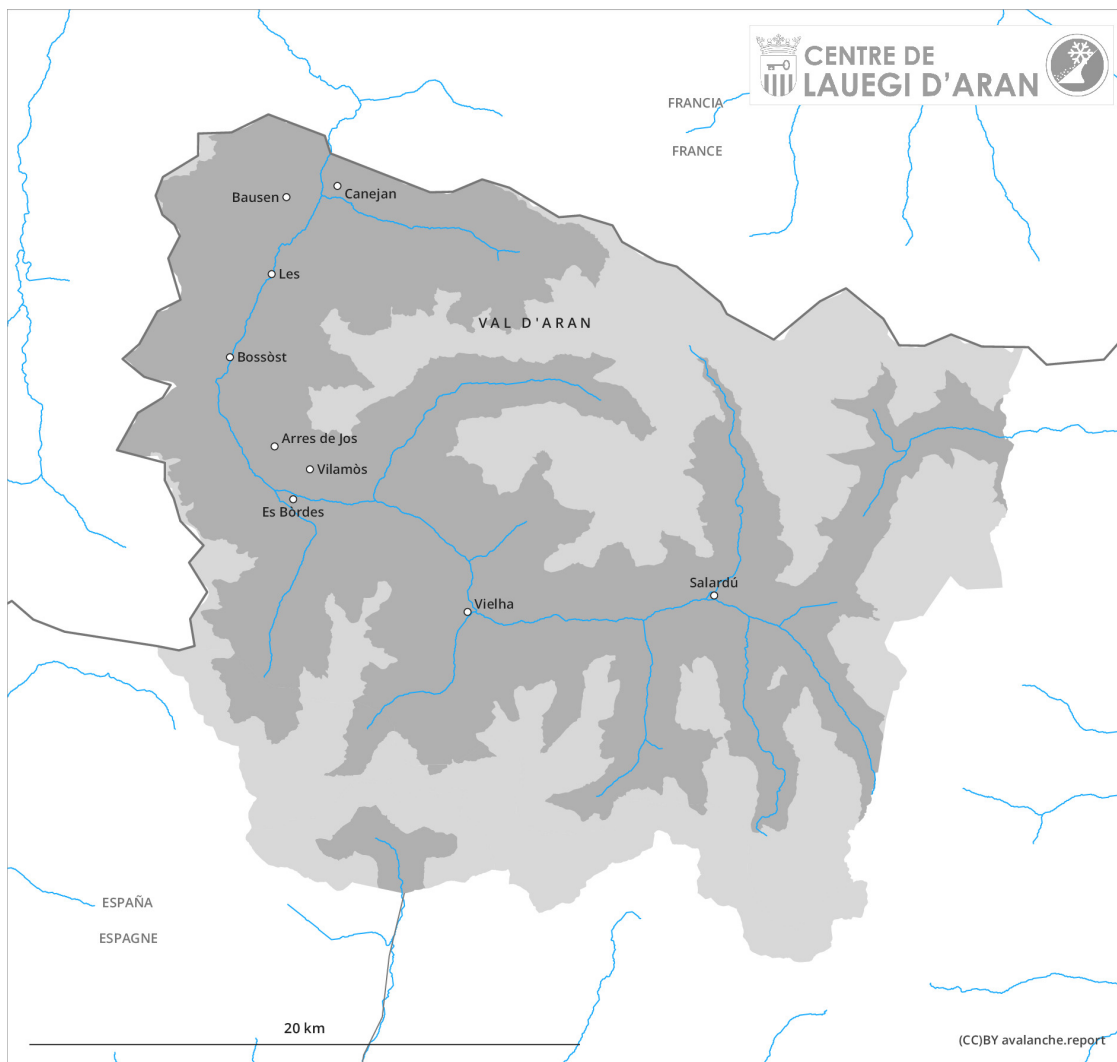 CENTRE DE
LAUEGI D'ARAN
FRANCIA
FRANCE
Bausen
Canejan
Les
VAL D'ARAN
Bossòst
Arres de Jos
Vilamòs
Es Bòrdes
Salardú
Vielha
ESPAÑA
ESPAGNE
20 km
(CC)BY avalanche.report